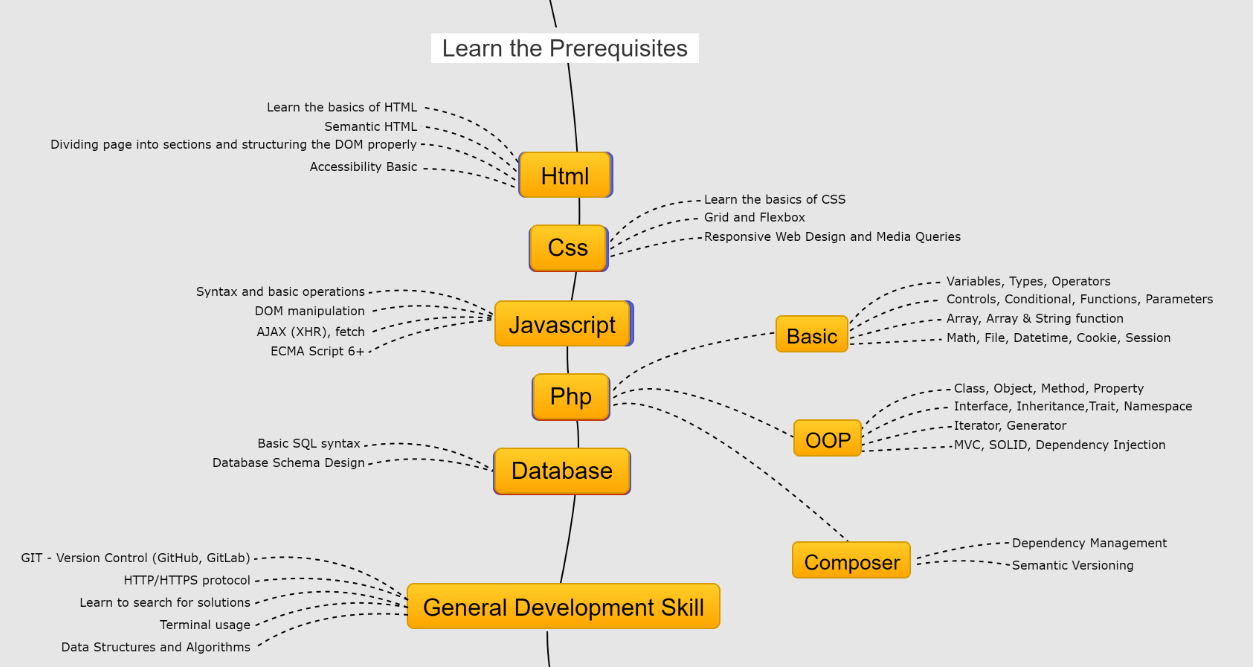 Learn the Prerequisites
Learn the basics of HTML
Semantic HTML
Dividing page into sections and structuring the DOM properly
Accessibility Basic
Html
Css
Learn the basics of CSS
Grid and Flexbox
Responsive Web Design and Media Queries
Syntax and basic operations
DOM manipulation
AJAX (XHR), fetch
ECMA Script 6+
Javascript
Php
Basic
Variables, Types, Operators
Controls, Conditional, Functions, Parameters
Array, Array & String function
Math, File, Datetime, Cookie, Session
OOP
Class, Object, Method, Property
Interface, Inheritance,Trait, Namespace
Iterator, Generator
MVC, SOLID, Dependency Injection
Composer
Dependency Management
Semantic Versioning
Basic SQL syntax
Database Schema Design
Database
GIT - Version Control (GitHub, GitLab)
HTTP/HTTPS protocol
Learn to search for solutions
Terminal usage
Data Structures and Algorithms
General Development Skill